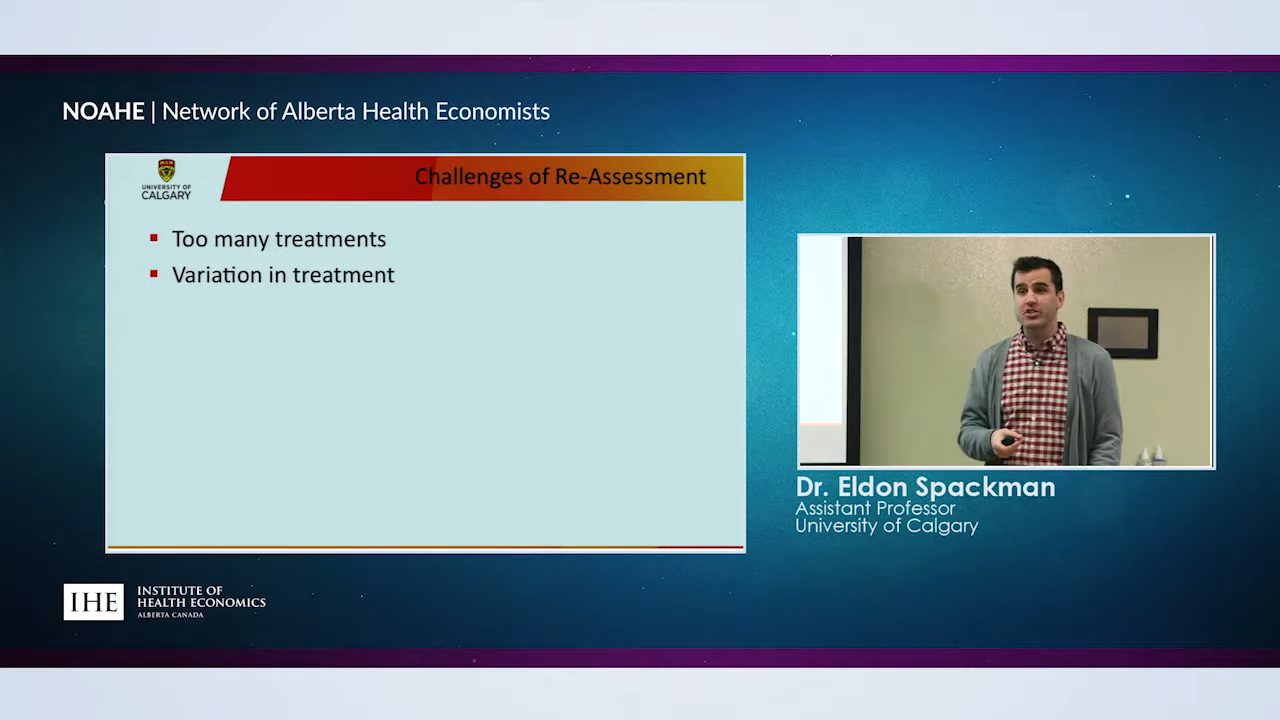 NOAHE | Network of Alberta Health Economists
UNIVERSITY OF
CALGARY
Challenges of Re-Assessment
Too many treatments
Variation in treatment
Dr. Eldon Spackman
Assistant Professor
University of Calgary
IHE
INSTITUTE OF
HEALTH ECONOMICS
ALBERTA CANADA